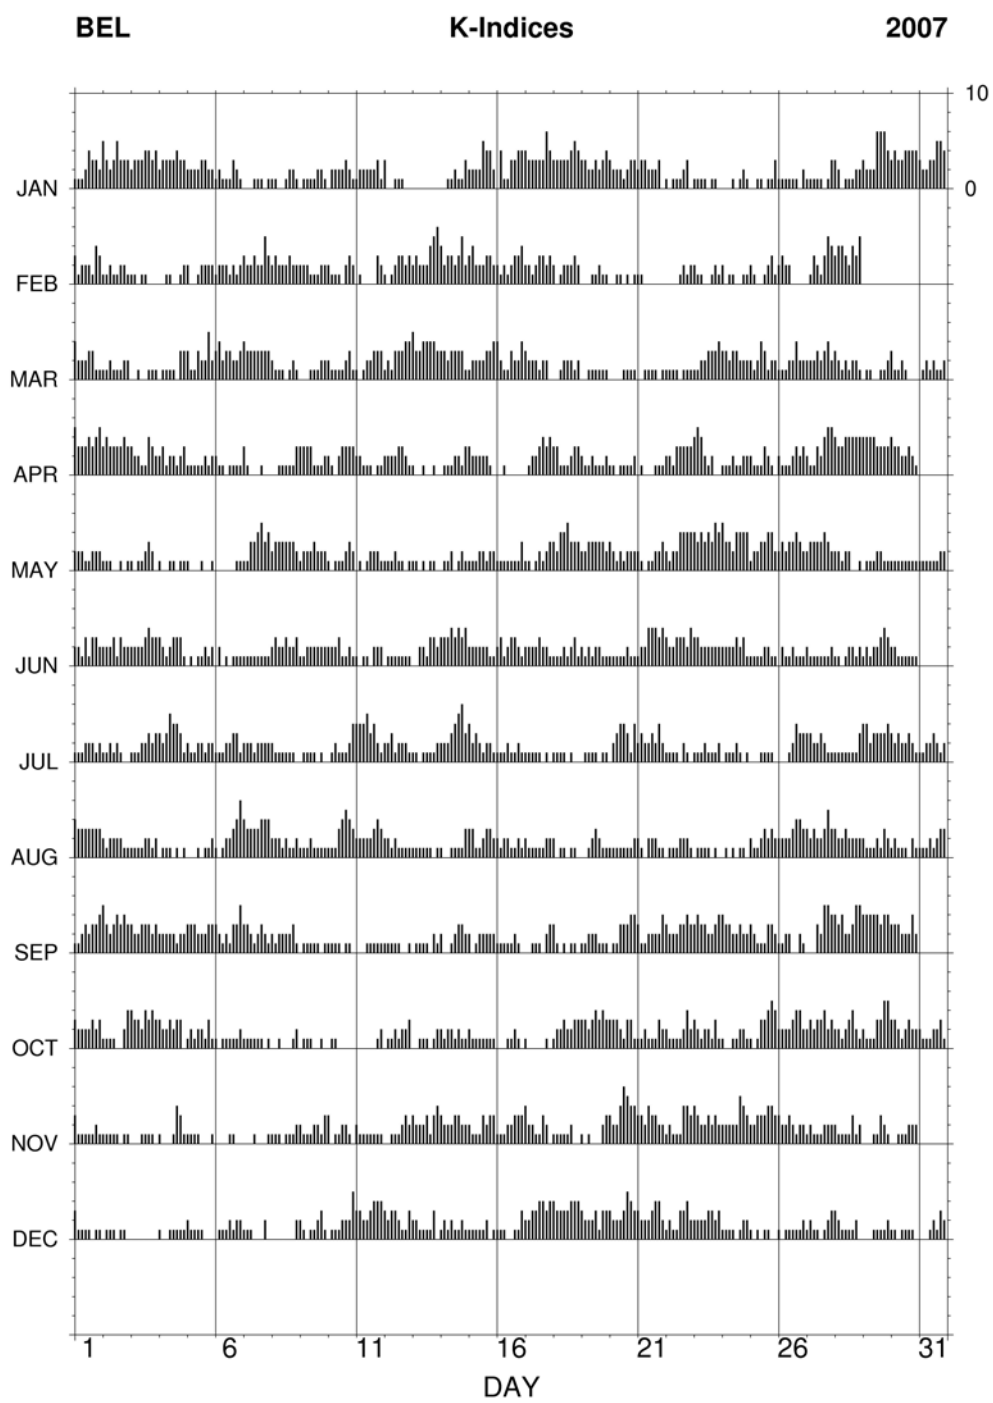 BEL K-Indices 2007
10
JAN 0
FEB
MAR
APR
MAY
JUN
JUL
AUG
SEP
OCT
NOV
DEC
1 6 11 16 21 26 31
DAY